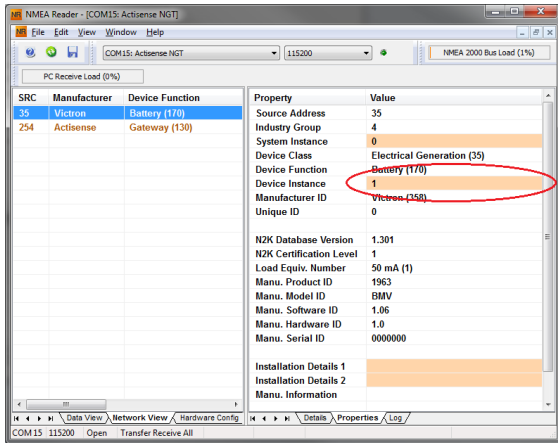 NMEA Reader - [COM15: Actisense NGT]
File Edit View Window Help
COM15: Actisense NGT 115200 NMEA 2000 Bus Load (1%)
PC Receive Load (0%)
SRC Manufacturer Device Function
35 Victron Battery (170)
254 Actisense Gateway (130)
Property Value
Source Address 35
Industry Group 4
System Instance 0
Device Class Electrical Generation (35)
Device Function Battery (170)
Device Instance 1
Manufacturer ID Victron (358)
Unique ID 0
N2K Database Version 1.301
N2K Certification Level 1
Load Equiv. Number 50 mA (1)
Manu. Product ID 1963
Manu. Model ID BMV
Manu. Software ID 1.06
Manu. Hardware ID 1.0
Manu. Serial ID 0000000
Installation Details 1
Installation Details 2
Manu. Information
Data View Network View Hardware Config Details Properties Log
COM 15 115200 Open Transfer Receive All